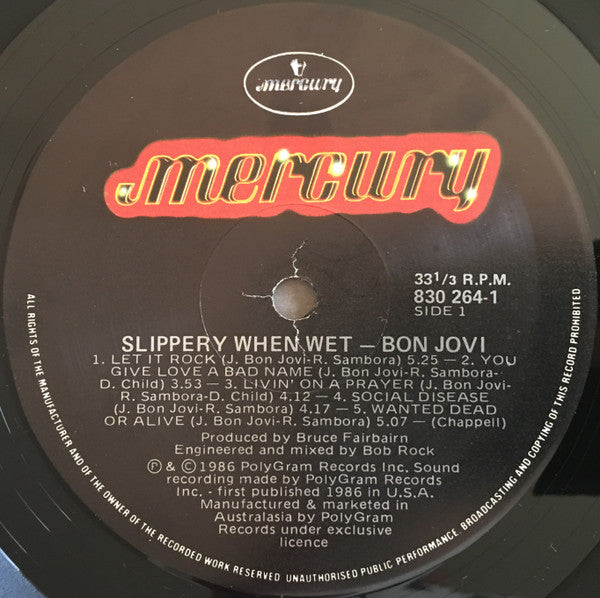 mercury
mercury
33 1/3 R.P.M.
830 264-1
SIDE 1
SLIPPERY WHEN WET – BON JOVI
1. LET IT ROCK (J. Bon Jovi-R. Sambora) 5.25 – 2. YOU
GIVE LOVE A BAD NAME (J. Bon Jovi-R. Sambora-
D. Child) 3.53 – 3. LIVIN' ON A PRAYER (J. Bon Jovi-
R. Sambora-D. Child) 4.12 – 4. SOCIAL DISEASE
(J. Bon Jovi-R. Sambora) 4.17 – 5. WANTED DEAD
OR ALIVE (J. Bon Jovi-R. Sambora) 5.07 – (Chappell)
Produced by Bruce Fairbairn
Engineered and mixed by Bob Rock
Ⓟ & © 1986 PolyGram Records Inc. Sound
recording made by PolyGram Records
Inc. - first published 1986 in U.S.A.
Manufactured & marketed in
Australasia by PolyGram
Records under exclusive
licence
ALL RIGHTS OF THE MANUFACTURER AND OF THE OWNER OF THE RECORDED WORK RESERVED UNAUTHORISED PUBLIC PERFORMANCE, BROADCASTING AND COPYING OF THIS RECORD PROHIBITED